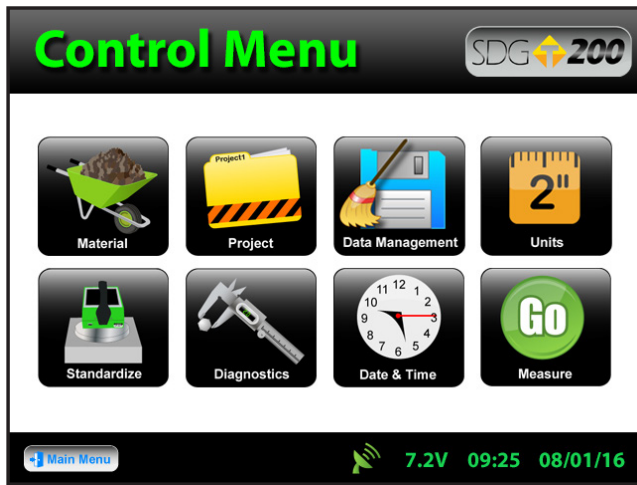 Control Menu
SDG 200
Project1
2"
Material
Project
Data Management
Units
11 12 1
10 2
9 3
8 4
7 6 5
Go
Standardize
Diagnostics
Date & Time
Measure
Main Menu
7.2V 09:25 08/01/16